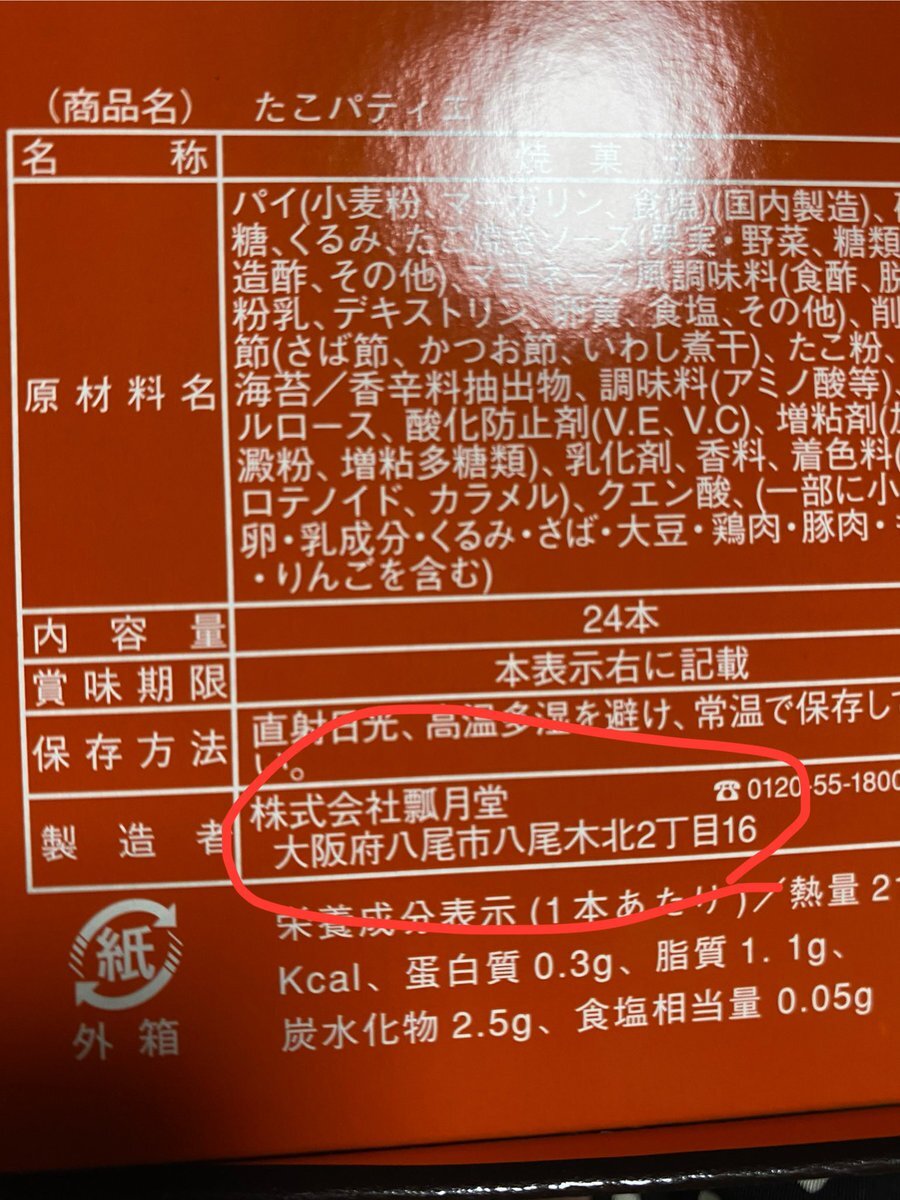 (商品名) たこパティエ
名称 焼菓子
原材料名
パイ(小麦粉、マーガリン、食塩)(国内製造)、
糖、くるみ、たこ焼きソース(果実・野菜、糖類
造酢、その他)、マヨネーズ風調味料(食酢、脱
粉乳、デキストリン、卵黄、食塩、その他)、削
節(さば節、かつお節、いわし煮干)、たこ粉、
海苔/香辛料抽出物、調味料(アミノ酸等)、
ルロース、酸化防止剤(V.E、V.C)、増粘剤(加
澱粉、増粘多糖類)、乳化剤、香料、着色料(
ロテノイド、カラメル)、クエン酸、(一部に小
卵・乳成分・くるみ・さば・大豆・鶏肉・豚肉・
・りんごを含む)
内容量 24本
賞味期限 本表示右に記載
保存方法 直射日光、高温多湿を避け、常温で保存して
い。
製造者 株式会社瓢月堂 ☎0120-55-1800
大阪府八尾市八尾木北2丁目16
栄養成分表示(1本あたり)/熱量 2
Kcal、蛋白質 0.3g、脂質 1.1g、
炭水化物 2.5g、食塩相当量 0.05g
紙
外箱